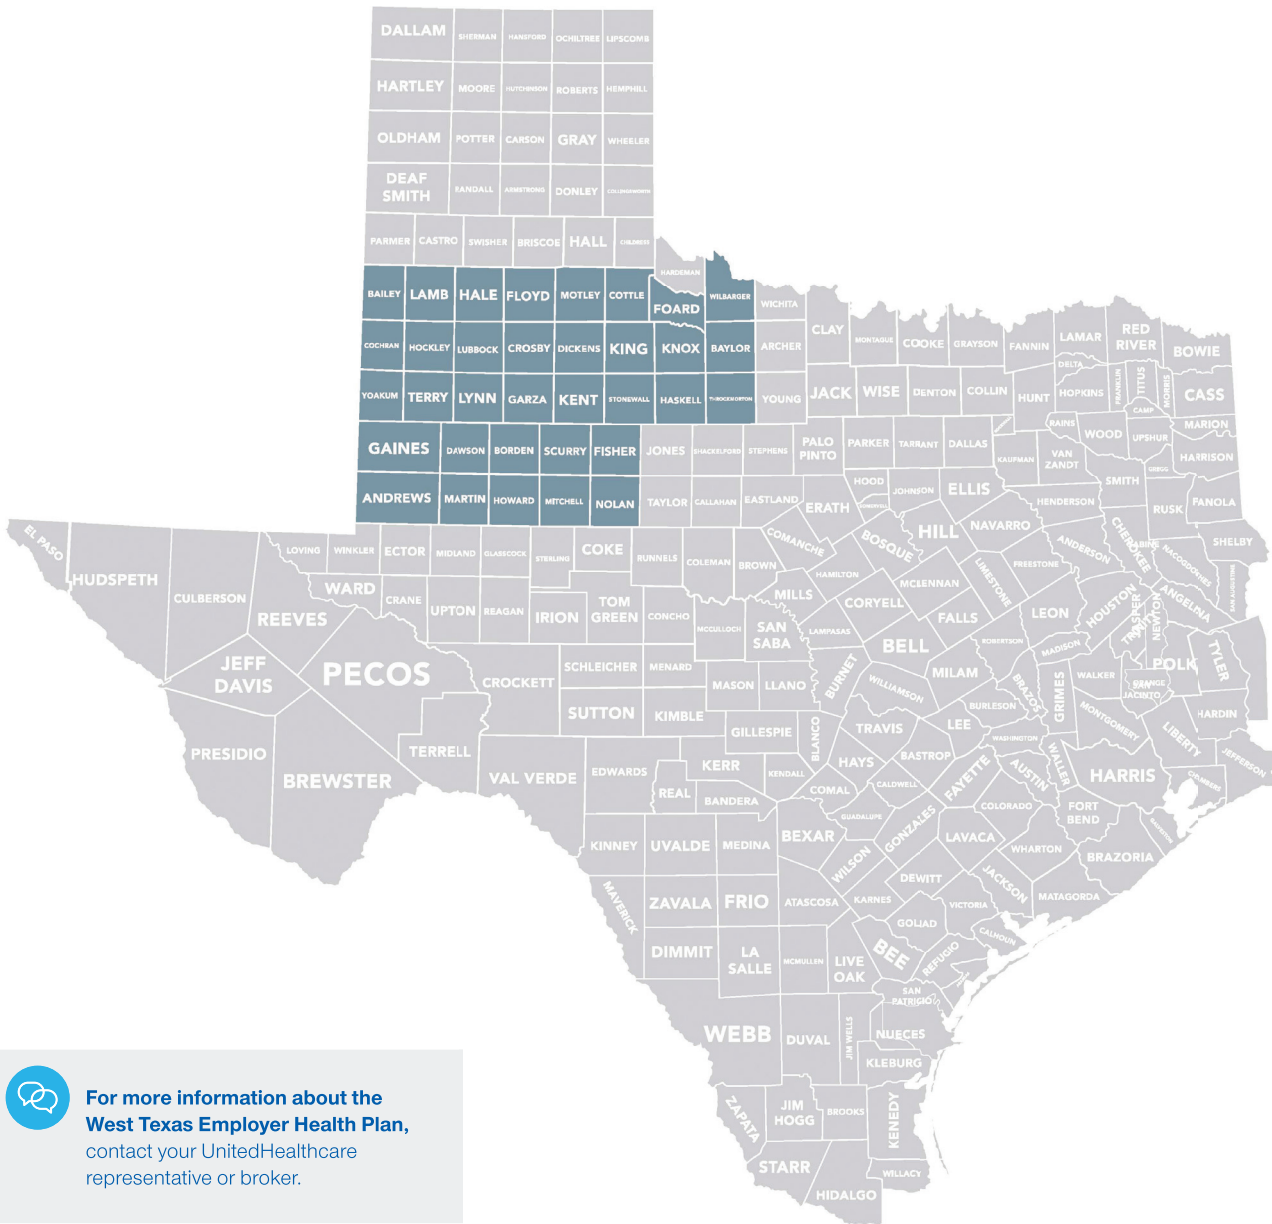 DALLAM SHERMAN HANSFORD OCHILTREE LIPSCOMB
HARTLEY MOORE HUTCHINSON ROBERTS HEMPHILL
OLDHAM POTTER CARSON GRAY WHEELER
DEAF
SMITH
RANDALL ARMSTRONG DONLEY COLLINGSWORTH
PARMER CASTRO SWISHER BRISCOE HALL CHILDRESS
HARDEMAN
BAILEY LAMB HALE FLOYD MOTLEY COTTLE FOARD WILBARGER WICHITA
COCHRAN HOCKLEY LUBBOCK CROSBY DICKENS KING KNOX BAYLOR ARCHER CLAY MONTAGUE COOKE GRAYSON FANNIN LAMAR
RED
RIVER
BOWIE
DELTA
YOAKUM TERRY LYNN GARZA KENT STONEWALL HASKELL THROCKMORTON YOUNG JACK WISE DENTON COLLIN HUNT HOPKINS FRANKLIN TITUS MORRIS CASS
CAMP
RAINS WOOD UPSHUR MARION
GAINES DAWSON BORDEN SCURRY FISHER JONES SHACKELFORD STEPHENS
PALO
PINTO
PARKER TARRANT DALLAS KAUFMAN
VAN
ZANDT
GREGG HARRISON
SMITH
ANDREWS MARTIN HOWARD MITCHELL NOLAN TAYLOR CALLAHAN EASTLAND ERATH HOOD SOMERVELL JOHNSON ELLIS HENDERSON RUSK PANOLA
EL PASO HUDSPETH CULBERSON REEVES LOVING WINKLER ECTOR MIDLAND GLASSCOCK STERLING COKE RUNNELS COLEMAN BROWN COMANCHE BOSQUE HILL NAVARRO ANDERSON CHEROKEE SABINE NACOGDOCHES SHELBY
WARD CRANE UPTON REAGAN IRION
TOM
GREEN
CONCHO MCCULLOCH
SAN
SABA
MILLS HAMILTON CORYELL MCLENNAN LIMESTONE FREESTONE LEON HOUSTON ANGELINA SAN AUGUSTINE
LAMPASAS BELL FALLS ROBERTSON MADISON TRINITY JASPER NEWTON
JEFF
DAVIS
PECOS CROCKETT SCHLEICHER MENARD MASON LLANO BURNET WILLIAMSON MILAM BRAZOS GRIMES WALKER POLK TYLER
ORANGE
SAN
JACINTO
SUTTON KIMBLE GILLESPIE BLANCO TRAVIS LEE BURLESON WASHINGTON MONTGOMERY LIBERTY HARDIN
PRESIDIO BREWSTER TERRELL VAL VERDE EDWARDS KERR KENDALL HAYS BASTROP FAYETTE AUSTIN WALLER HARRIS CHAMBERS JEFFERSON
REAL BANDERA COMAL CALDWELL GUADALUPE GONZALES COLORADO
FORT
BEND
GALVESTON
KINNEY UVALDE MEDINA BEXAR WILSON LAVACA WHARTON BRAZORIA
MAVERICK ZAVALA FRIO ATASCOSA KARNES DEWITT JACKSON MATAGORDA
VICTORIA GOLIAD CALHOUN
DIMMIT
LA
SALLE
MCMULLEN
LIVE
OAK
BEE REFUGIO
SAN
PATRICIO
WEBB DUVAL JIM WELLS NUECES
KLEBURG
ZAPATA
JIM
HOGG
BROOKS KENEDY
STARR WILLACY
HIDALGO
For more information about the
West Texas Employer Health Plan,
contact your UnitedHealthcare
representative or broker.